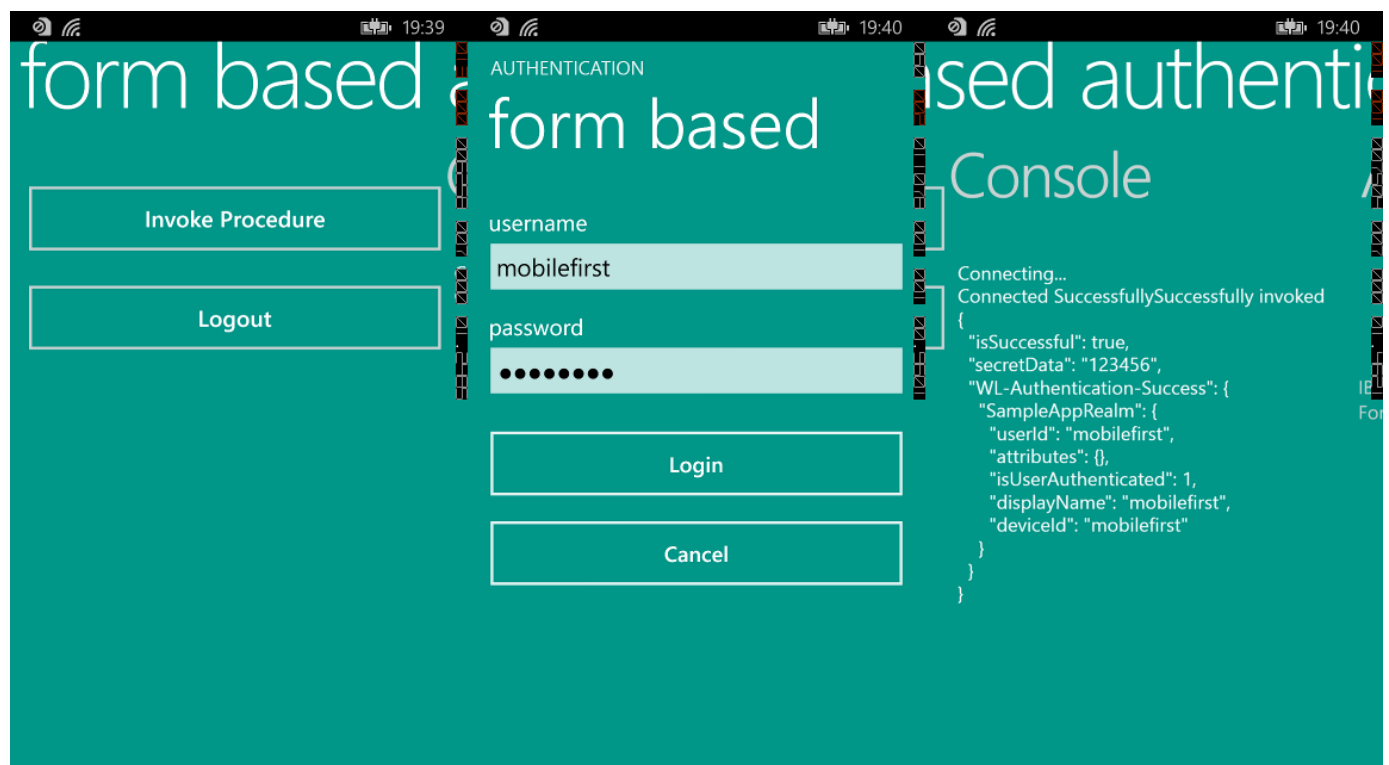 19:39
form based
Invoke Procedure
Logout
19:40
AUTHENTICATION
form based
username
mobilefirst
password
Login
Cancel
19:40
sed authenti
Console
Connecting...
Connected SuccessfullySuccessfully invoked
{
"isSuccessful": true,
"secretData": "123456",
"WL-Authentication-Success": {
"SampleAppRealm": {
"userId": "mobilefirst",
"attributes": {},
"isUserAuthenticated": 1,
"displayName": "mobilefirst",
"deviceId": "mobilefirst"
}
}
}